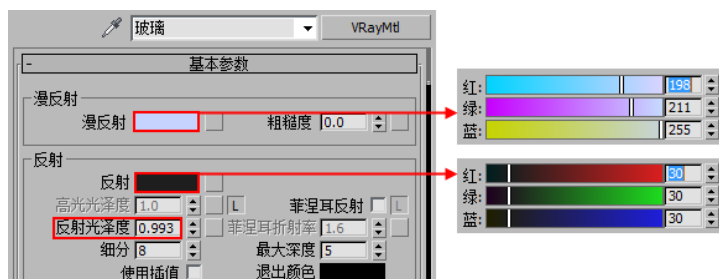 玻璃 VRayMtl
- 基本参数
漫反射
漫反射 粗糙度 0.0
反射
反射
高光光泽度 1.0 L 菲涅耳反射 L
反射光泽度 0.993 菲涅耳折射率 1.6
细分 8 最大深度 5
使用插值 退出颜色
红: 198
绿: 211
蓝: 255
红: 30
绿: 30
蓝: 30